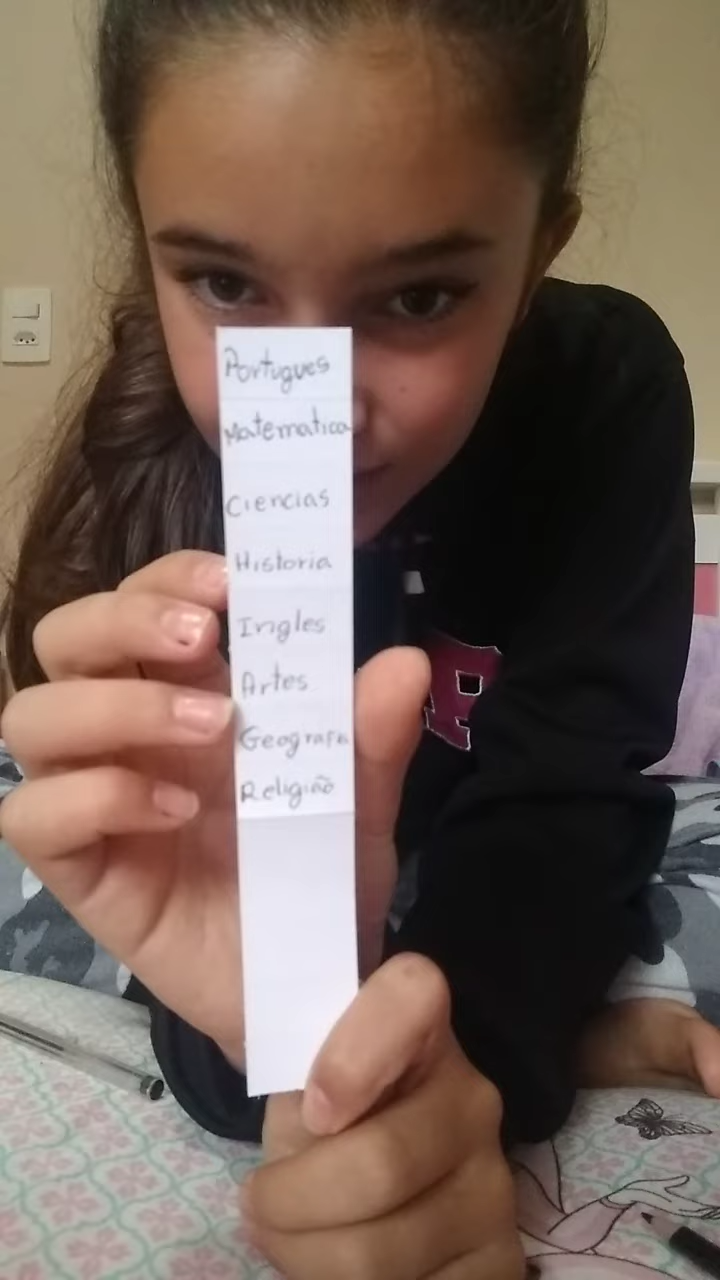 Portugues
Matematica
Ciencias
Historia
Ingles
Artes
Geografia
Religião